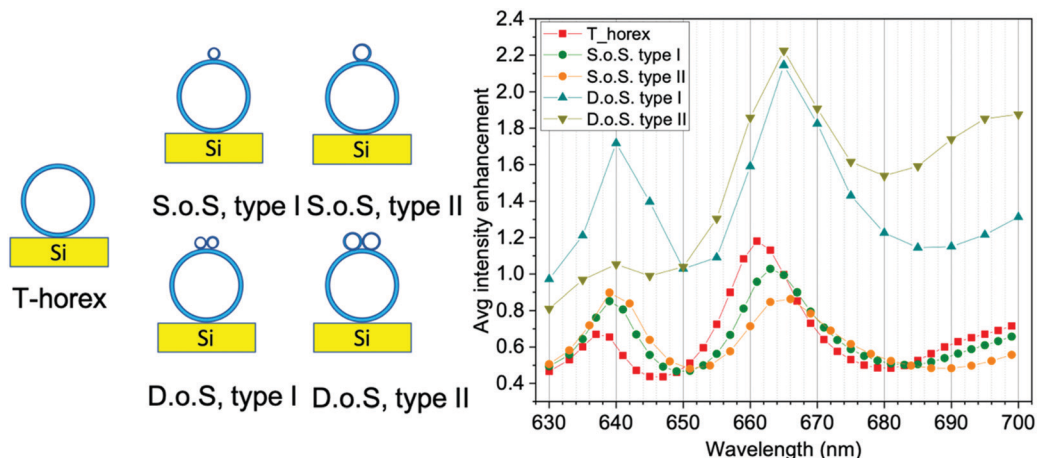 Si
Si
S.o.S, type I S.o.S, type II
Si
T-horex
Si
Si
D.o.S, type I D.o.S, type II
2.4
2.2
2.0
1.8
1.6
1.4
1.2
1.0
0.8
0.6
0.4
Avg intensity enhancement
T_horex
S.o.S. type I
S.o.S. type II
D.o.S. type I
D.o.S. type II
630 640 650 660 670 680 690 700
Wavelength (nm)